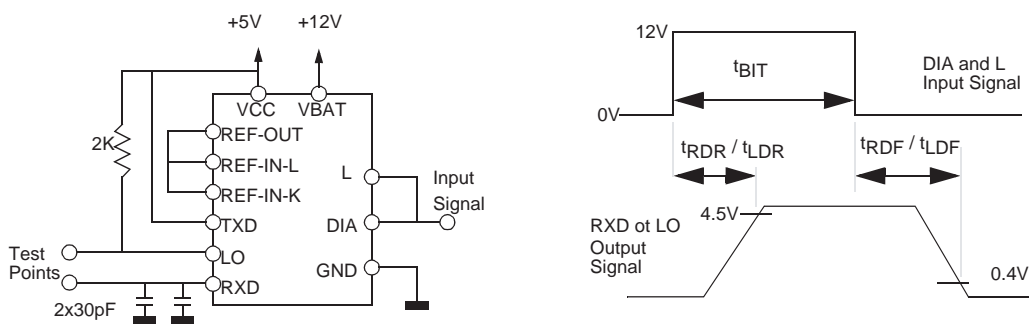 +5V
+12V
VCC
VBAT
2K
REF-OUT
REF-IN-L
REF-IN-K
TXD
LO
RXD
L
DIA
GND
Input
Signal
Test
Points
2x30pF
12V
0V
tBIT
DIA and L
Input Signal
tRDR / tLDR
tRDF / tLDF
4.5V
RXD ot LO
Output
Signal
0.4V